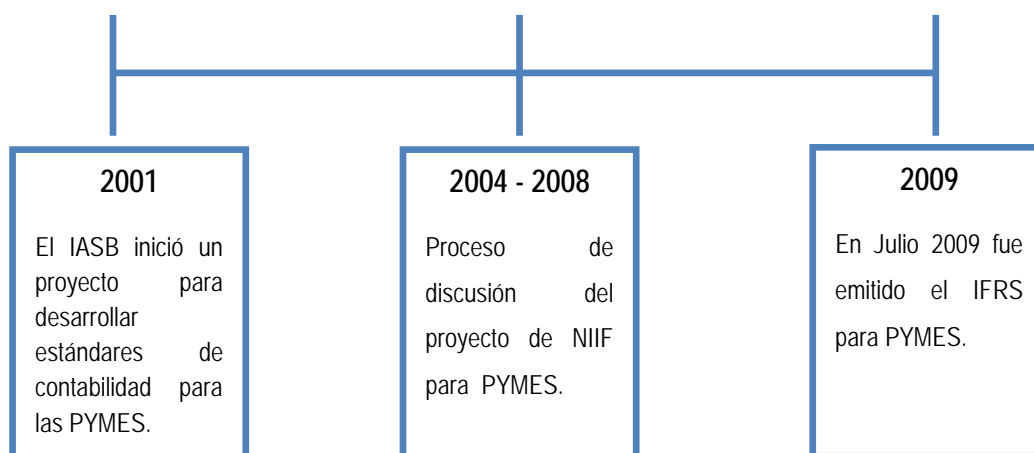 2001
El IASB inició un
proyecto para
desarrollar
estándares de
contabilidad para
las PYMES.
2004 - 2008
Proceso de
discusión del
proyecto de NIIF
para PYMES.
2009
En Julio 2009 fue
emitido el IFRS
para PYMES.